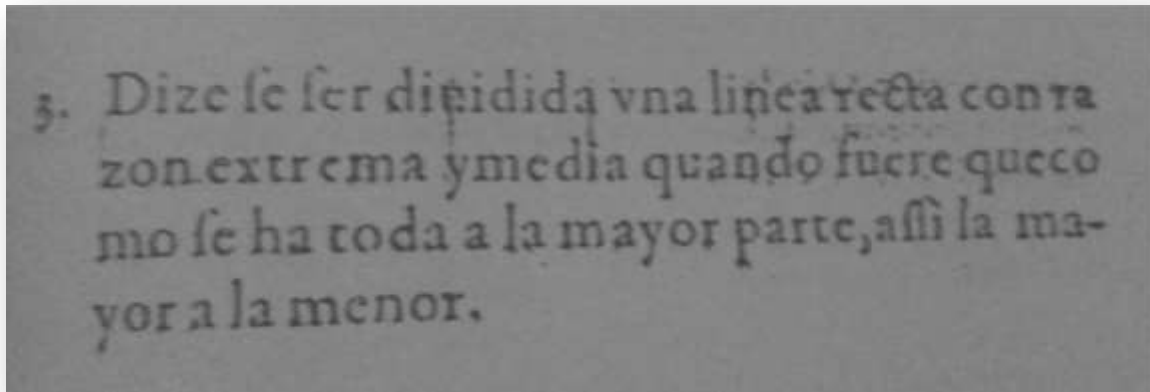 3. Dize ſe ſer diuidida vna linea recta con ra
zon extrema ymedia quando fuere queco
mo ſe ha toda a la mayor parte,aſſi la ma-
yor a la menor.